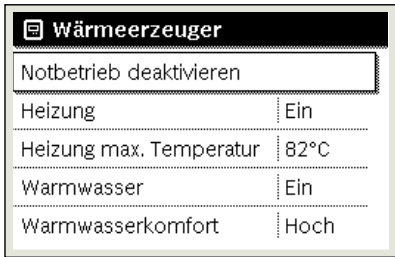 Wärmeerzeuger
Notbetrieb deaktivieren
Heizung Ein
Heizung max. Temperatur 82°C
Warmwasser Ein
Warmwasserkomfort Hoch